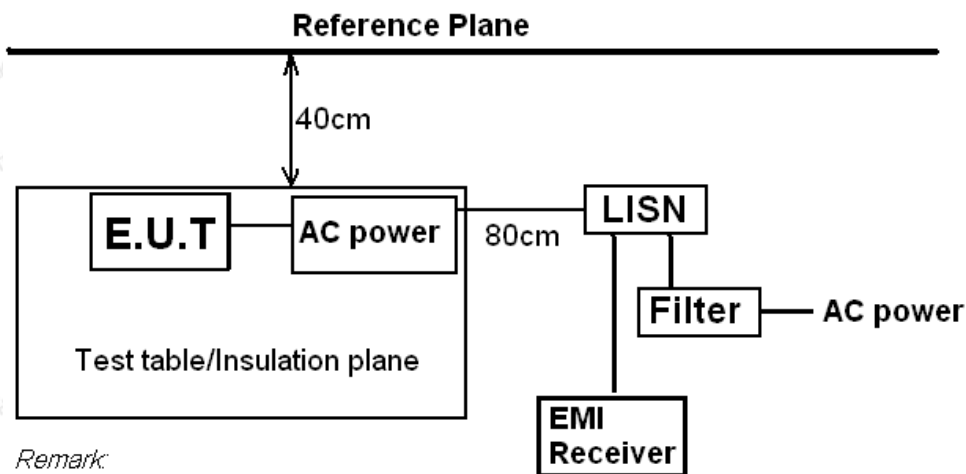 Reference Plane
40cm
E.U.T
AC power
80cm
LISN
Filter
AC power
Test table/Insulation plane
EMI
Receiver
Remark: